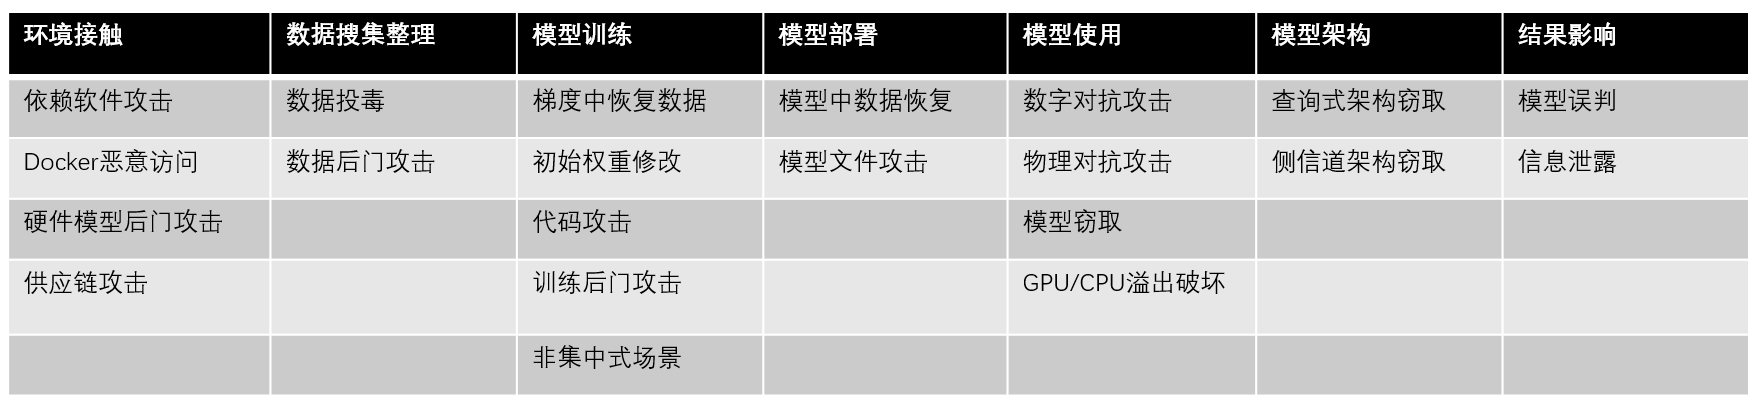 环境接触 数据搜集整理 模型训练 模型部署 模型使用 模型架构 结果影响
依赖软件攻击 数据投毒 梯度中恢复数据 模型中数据恢复 数字对抗攻击 查询式架构窃取 模型误判
Docker恶意访问 数据后门攻击 初始权重修改 模型文件攻击 物理对抗攻击 侧信道架构窃取 信息泄露
硬件模型后门攻击 代码攻击 模型窃取
供应链攻击 训练后门攻击 GPU/CPU溢出破坏
非集中式场景